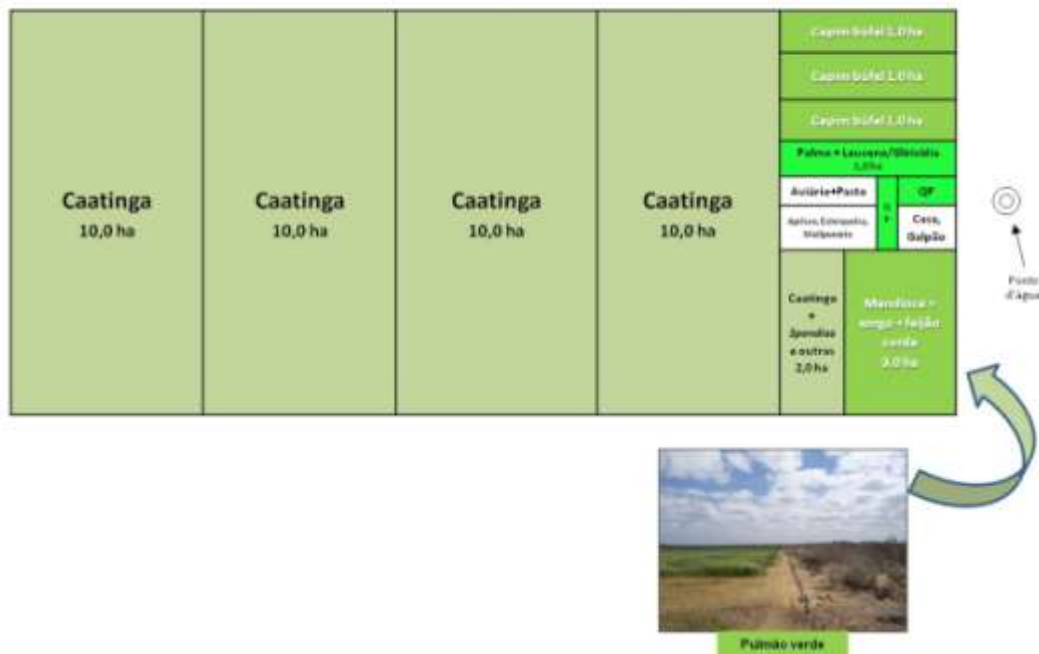 Caatinga
10,0 ha
Caatinga
10,0 ha
Caatinga
10,0 ha
Caatinga
10,0 ha
Capim búfel 1,0 ha
Capim búfel 1,0 ha
Capim búfel 1,0 ha
Palma + Leucena/Gliricídia
1,0 ha
Aviário+Pasto
QP
Casa,
Galpão
Caatinga
+
Spondias
e outras
2,0 ha
Mandioca +
sorgo + feijão
verde
3,0 ha
Fonte
d'água
Pulmão verde